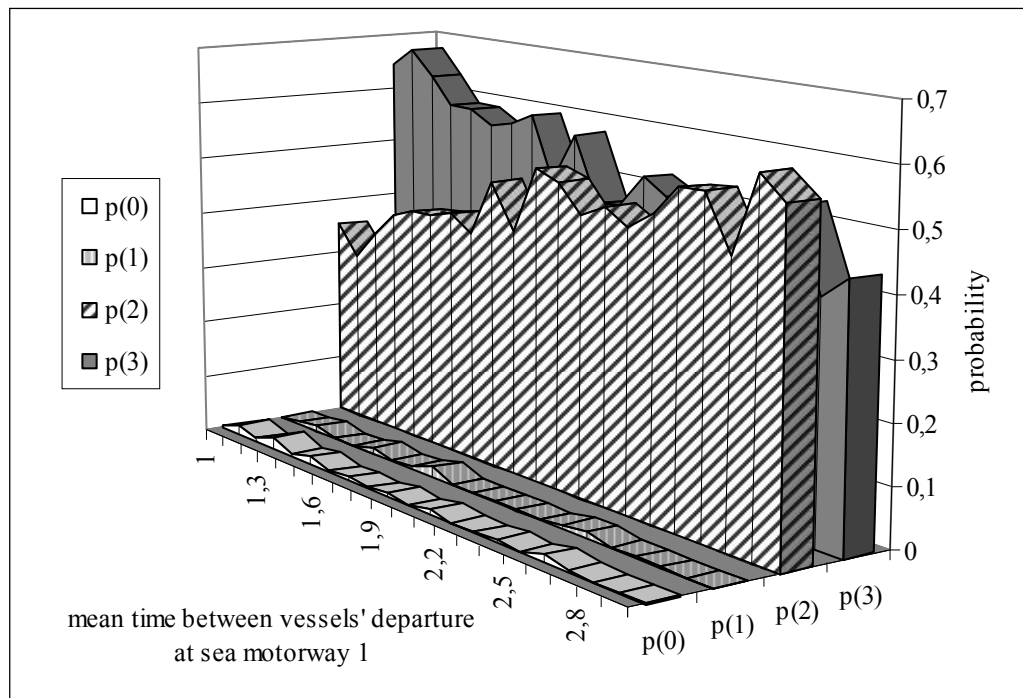 p(0)
p(1)
p(2)
p(3)
0,7
0,6
0,5
0,4
0,3
0,2
0,1
0
probability
1
1,3
1,6
1,9
2,2
2,5
2,8
p(0)
p(1)
p(2)
p(3)
mean time between vessels' departure
at sea motorway 1